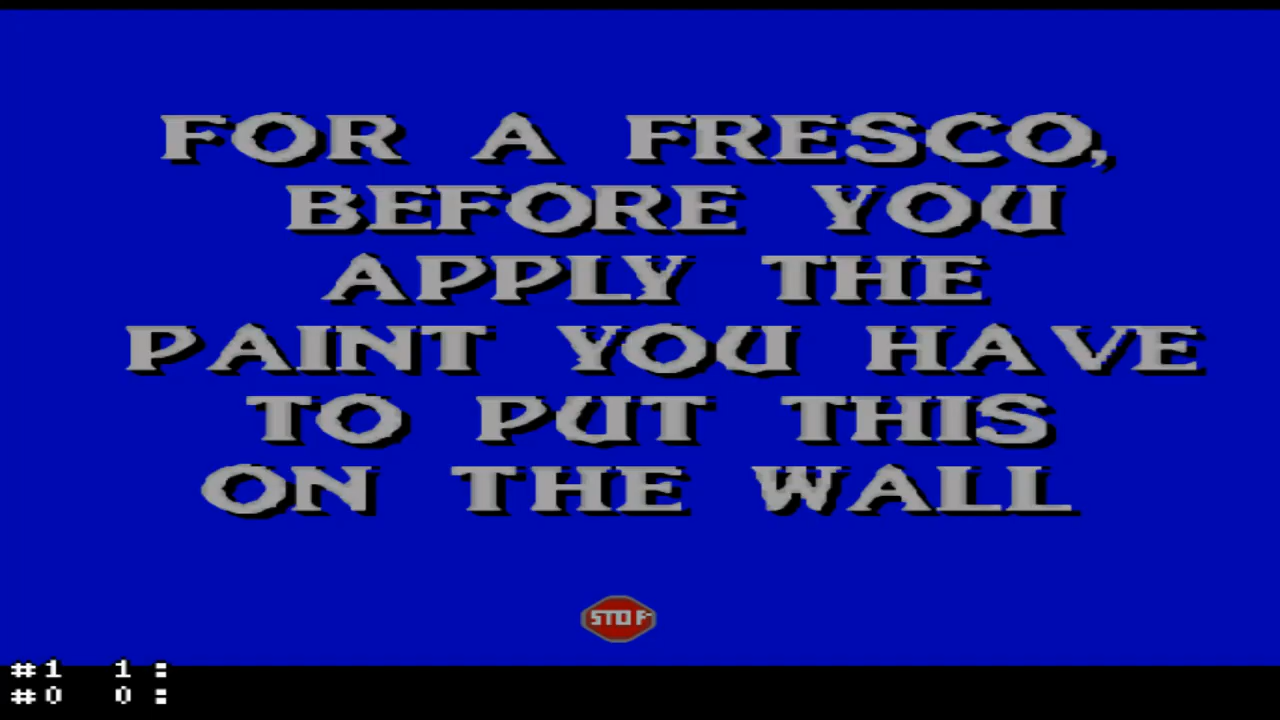 FOR A FRESCO,
BEFORE YOU
APPLY THE
PAINT YOU HAVE
TO PUT THIS
ON THE WALL
STOP
#1 1 :
#0 0 :